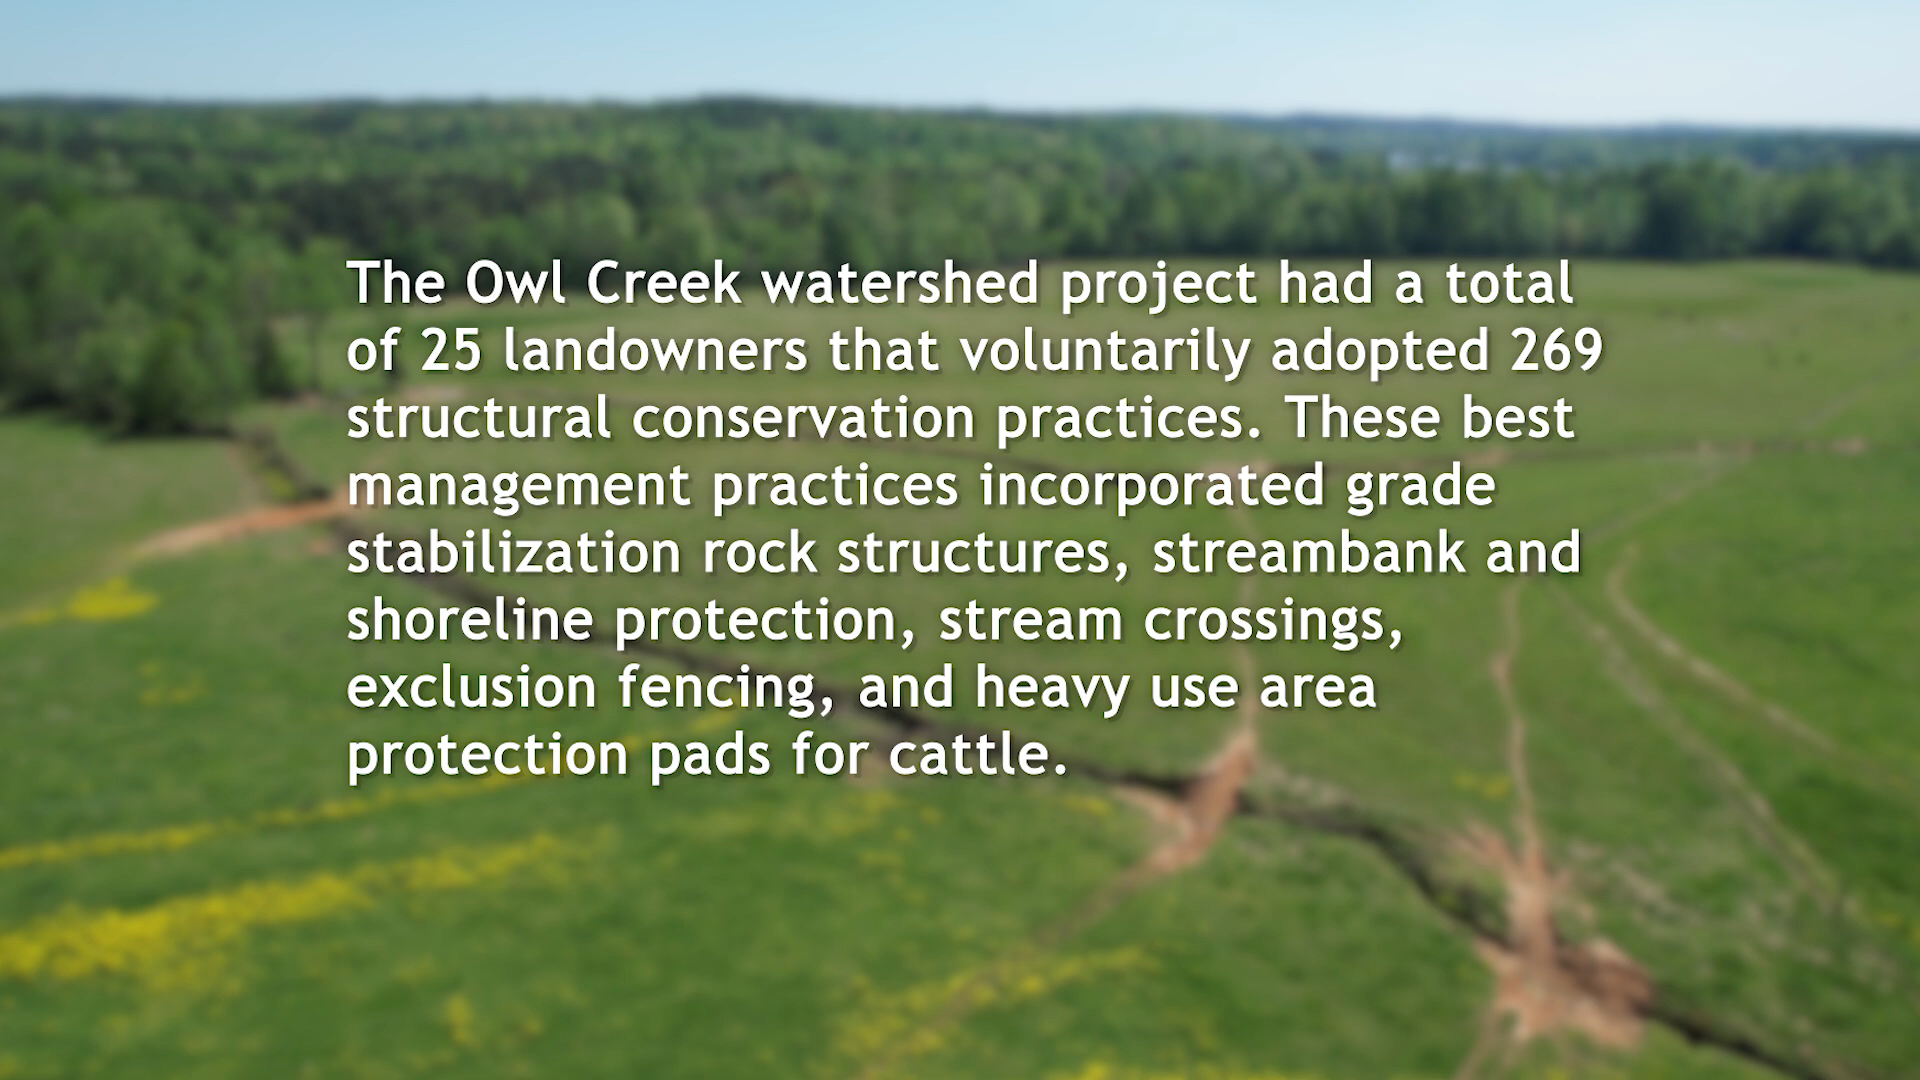 The Owl Creek watershed project had a total
of 25 landowners that voluntarily adopted 269
structural conservation practices. These best
management practices incorporated grade
stabilization rock structures, streambank and
shoreline protection, stream crossings,
exclusion fencing, and heavy use area
protection pads for cattle.